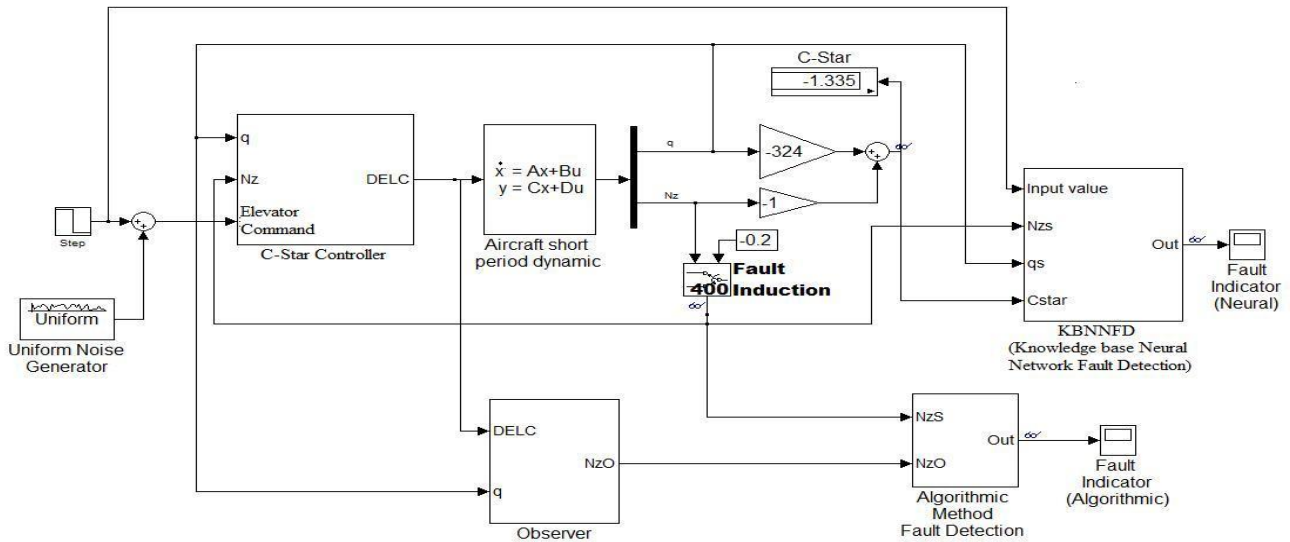 C-Star
-1.335
q
Nz
Elevator
Command
DELC
C-Star Controller
Step
Uniform
Uniform Noise
Generator
ẋ = Ax+Bu
y = Cx+Du
Aircraft short
period dynamic
q
Nz
-324
-1
-0.2
400
Fault
Induction
Input value
Nzs
qs
Cstar
Out
KBNNFD
(Knowledge base Neural
Network Fault Detection)
Fault
Indicator
(Neural)
DELC
q
NzO
Observer
NzS
NzO
Out
Algorithmic
Method
Fault Detection
Fault
Indicator
(Algorithmic)